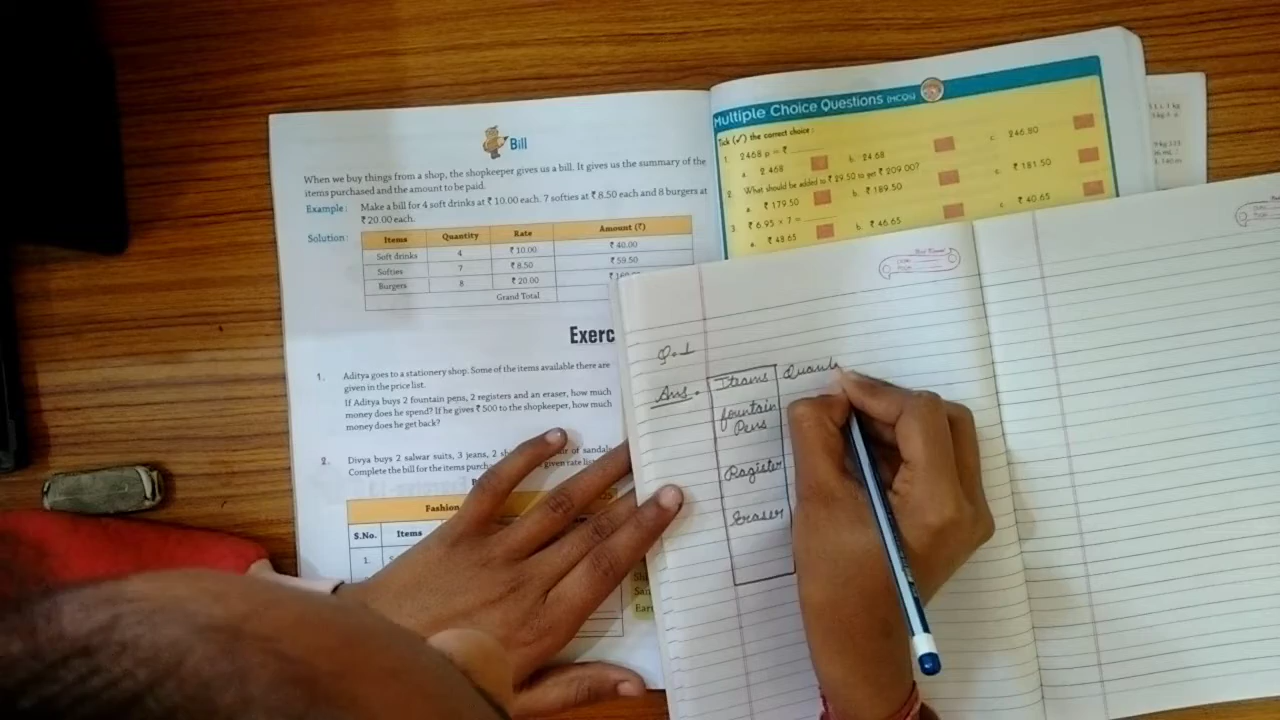 Bill
When we buy things from a shop, the shopkeeper gives us a bill. It gives us the summary of the
items purchased and the amount to be paid.
Example: Make a bill for 4 soft drinks at ₹ 10.00 each. 7 softies at ₹ 8.50 each and 8 burgers at
₹ 20.00 each.
Solution:
Items Quantity Rate Amount (₹)
Soft drinks 4 ₹ 10.00 ₹ 40.00
Softies 7 ₹ 8.50 ₹ 59.50
Burgers 8 ₹ 20.00
Grand Total
Exerc
1. Aditya goes to a stationery shop. Some of the items available there are
given in the price list.
If Aditya buys 2 fountain pens, 2 registers and an eraser, how much
money does he spend? If he gives ₹ 500 to the shopkeeper, how much
money does he get back?
2. Divya buys 2 salwar suits, 3 jeans, 2 of sandals
Complete the bill for the items given rate
Fashion
S.No. Items
1.
Multiple Choice Questions (MCQs)
Tick (✓) the correct choice:
1. 2468 p = ₹ ______
a. 2.468 b. 24.68 c. 246.80
2. What should be added to ₹ 29.50 to get ₹ 209.00?
a. ₹ 179.50 b. ₹ 189.50 c. ₹ 181.50
3. ₹ 6.95 × 7 = ______
a. ₹ 48.65 b. ₹ 46.65 c. ₹ 40.65
Q.1
Ans. Iteams Quant
fountain
Pens
Ragister
Eraser